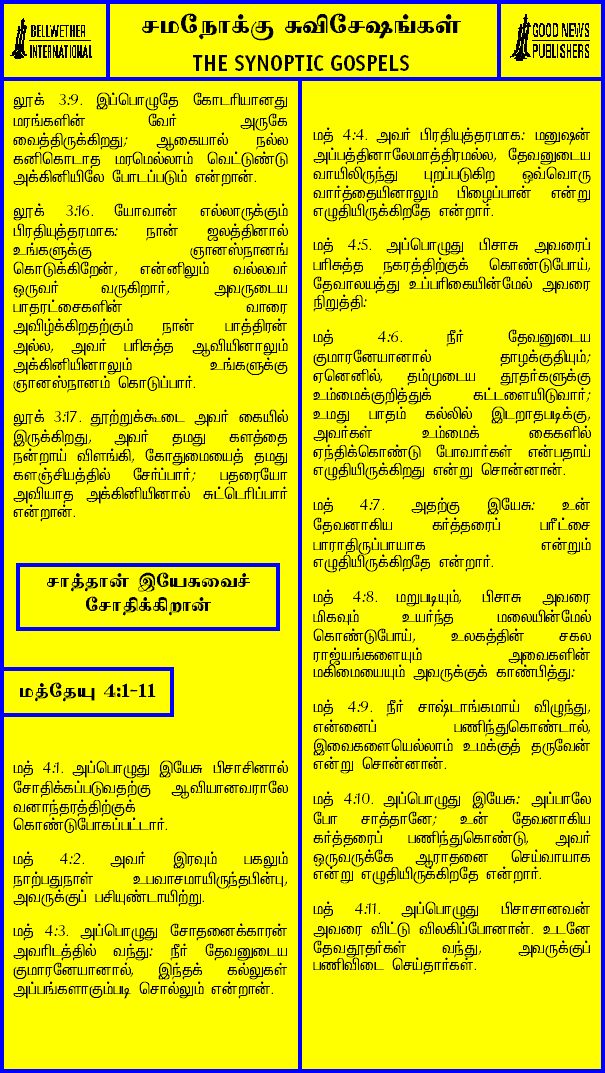 BELLWETHER
INTERNATIONAL
சமநோக்கு சுவிசேஷங்கள்
THE SYNOPTIC GOSPELS
GOOD NEWS
PUBLISHERS
லூக் 3:9. இப்பொழுதே கோடரியானது
மரங்களின் வேர் அருகே
வைத்திருக்கிறது; ஆகையால் நல்ல
கனிகொடாத மரமெல்லாம் வெட்டுண்டு
அக்கினியிலே போடப்படும் என்றான்.
லூக் 3:16. யோவான் எல்லாருக்கும்
பிரதியுத்தரமாக: நான் ஜலத்தினால்
உங்களுக்கு ஞானஸ்நானங்
கொடுக்கிறேன், என்னிலும் வல்லவர்
ஒருவர் வருகிறார், அவருடைய
பாதரட்சைகளின் வாரை
அவிழ்க்கிறதற்கும் நான் பாத்திரன்
அல்ல, அவர் பரிசுத்த ஆவியினாலும்
அக்கினியினாலும் உங்களுக்கு
ஞானஸ்நானம் கொடுப்பார்.
லூக் 3:17. தூற்றுக்கூடை அவர் கையில்
இருக்கிறது, அவர் தமது களத்தை
நன்றாய் விளங்கி, கோதுமையைத் தமது
களஞ்சியத்தில் சேர்ப்பார்; பதரையோ
அவியாத அக்கினியினால் சுட்டெரிப்பார்
என்றான்.
சாத்தான் இயேசுவைச்
சோதிக்கிறான்
மத்தேயு 4:1-11
மத் 4:1. அப்பொழுது இயேசு பிசாசினால்
சோதிக்கப்படுவதற்கு ஆவியானவராலே
வனாந்தரத்திற்குக்
கொண்டுபோகப்பட்டார்.
மத் 4:2. அவர் இரவும் பகலும்
நாற்பதுநாள் உபவாசமாயிருந்தபின்பு,
அவருக்குப் பசியுண்டாயிற்று.
மத் 4:3. அப்பொழுது சோதனைக்காரன்
அவரிடத்தில் வந்து: நீர் தேவனுடைய
குமாரனேயானால், இந்தக் கல்லுகள்
அப்பங்களாகும்படி சொல்லும் என்றான்.
மத் 4:4. அவர் பிரதியுத்தரமாக: மனுஷன்
அப்பத்தினாலேமாத்திரமல்ல, தேவனுடைய
வாயிலிருந்து புறப்படுகிற ஒவ்வொரு
வார்த்தையினாலும் பிழைப்பான் என்று
எழுதியிருக்கிறதே என்றார்.
மத் 4:5. அப்பொழுது பிசாசு அவரைப்
பரிசுத்த நகரத்திற்குக் கொண்டுபோய்,
தேவாலயத்து உப்பரிகையின்மேல் அவரை
நிறுத்தி:
மத் 4:6. நீர் தேவனுடைய
குமாரனேயானால் தாழக்குதியும்;
ஏனெனில், தம்முடைய தூதர்களுக்கு
உம்மைக்குறித்துக் கட்டளையிடுவார்;
உமது பாதம் கல்லில் இடறாதபடிக்கு,
அவர்கள் உம்மைக் கைகளில்
ஏந்திக்கொண்டு போவார்கள் என்பதாய்
எழுதியிருக்கிறது என்று சொன்னான்.
மத் 4:7. அதற்கு இயேசு: உன்
தேவனாகிய கர்த்தரைப் பரீட்சை
பாராதிருப்பாயாக என்றும்
எழுதியிருக்கிறதே என்றார்.
மத் 4:8. மறுபடியும், பிசாசு அவரை
மிகவும் உயர்ந்த மலையின்மேல்
கொண்டுபோய், உலகத்தின் சகல
ராஜ்யங்களையும் அவைகளின்
மகிமையையும் அவருக்குக் காண்பித்து:
மத் 4:9. நீர் சாஷ்டாங்கமாய் விழுந்து,
என்னைப் பணிந்துகொண்டால்,
இவைகளையெல்லாம் உமக்குத் தருவேன்
என்று சொன்னான்.
மத் 4:10. அப்பொழுது இயேசு: அப்பாலே
போ சாத்தானே; உன் தேவனாகிய
கர்த்தரைப் பணிந்துகொண்டு, அவர்
ஒருவருக்கே ஆராதனை செய்வாயாக
என்று எழுதியிருக்கிறதே என்றார்.
மத் 4:11. அப்பொழுது பிசாசானவன்
அவரை விட்டு விலகிப்போனான். உடனே
தேவதூதர்கள் வந்து, அவருக்குப்
பணிவிடை செய்தார்கள்.